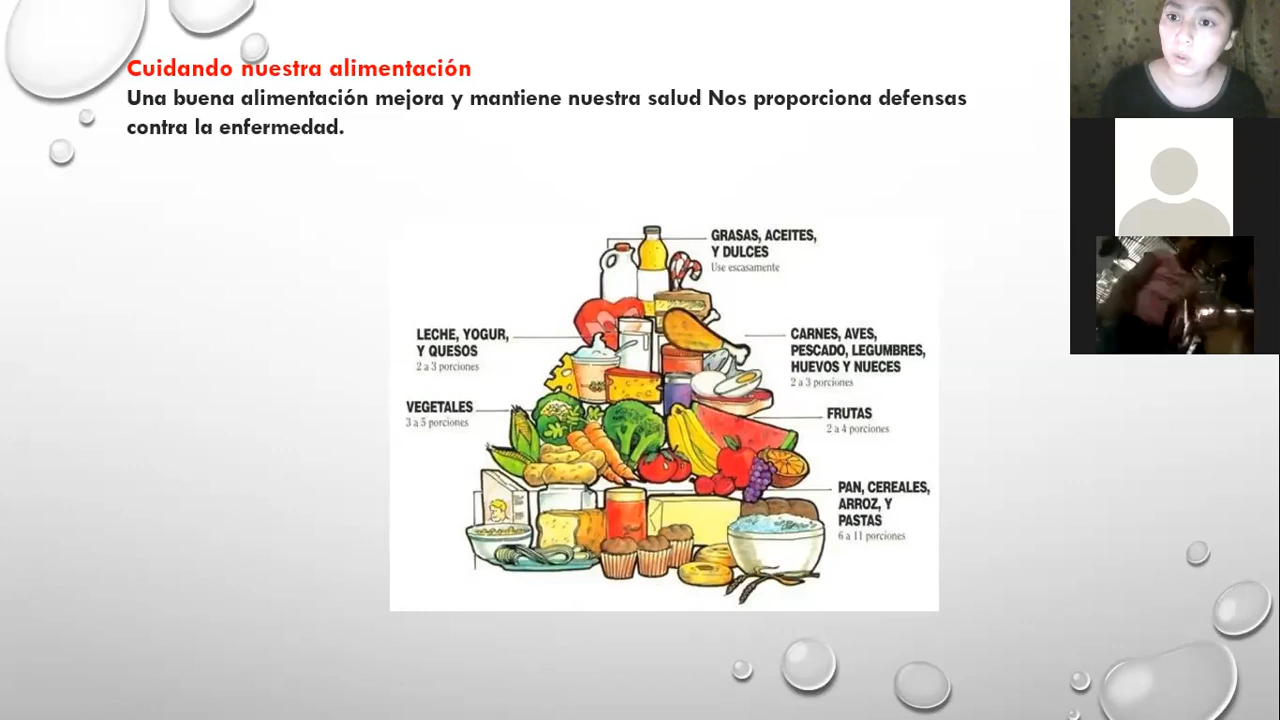 Cuidando nuestra alimentación
Una buena alimentación mejora y mantiene nuestra salud Nos proporciona defensas
contra la enfermedad.
GRASAS, ACEITES,
Y DULCES
Use escasamente
LECHE, YOGUR,
Y QUESOS
2 a 3 porciones
CARNES, AVES,
PESCADO, LEGUMBRES,
HUEVOS Y NUECES
2 a 3 porciones
VEGETALES
3 a 5 porciones
FRUTAS
2 a 4 porciones
PAN, CEREALES,
ARROZ, Y
PASTAS
6 a 11 porciones